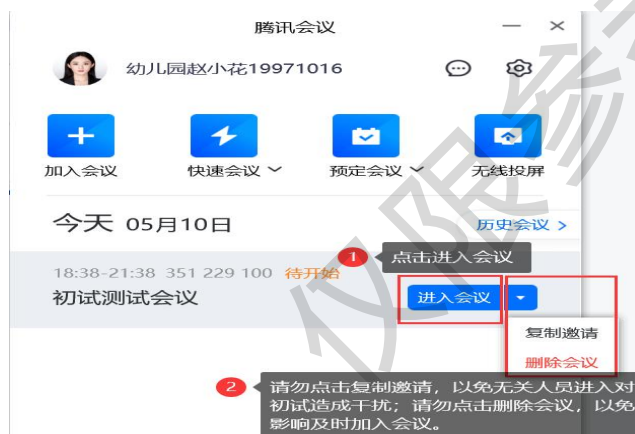 腾讯会议
幼儿园赵小花19971016
加入会议 快速会议 预定会议 无线投屏
今天 05月10日 历史会议 >
1 点击进入会议
18:38-21:38 351 229 100 待开始
初试测试会议 进入会议
复制邀请
删除会议
2 请勿点击复制邀请，以免无关人员进入对
初试造成干扰；请勿点击删除会议，以免
影响及时加入会议。
仅限参